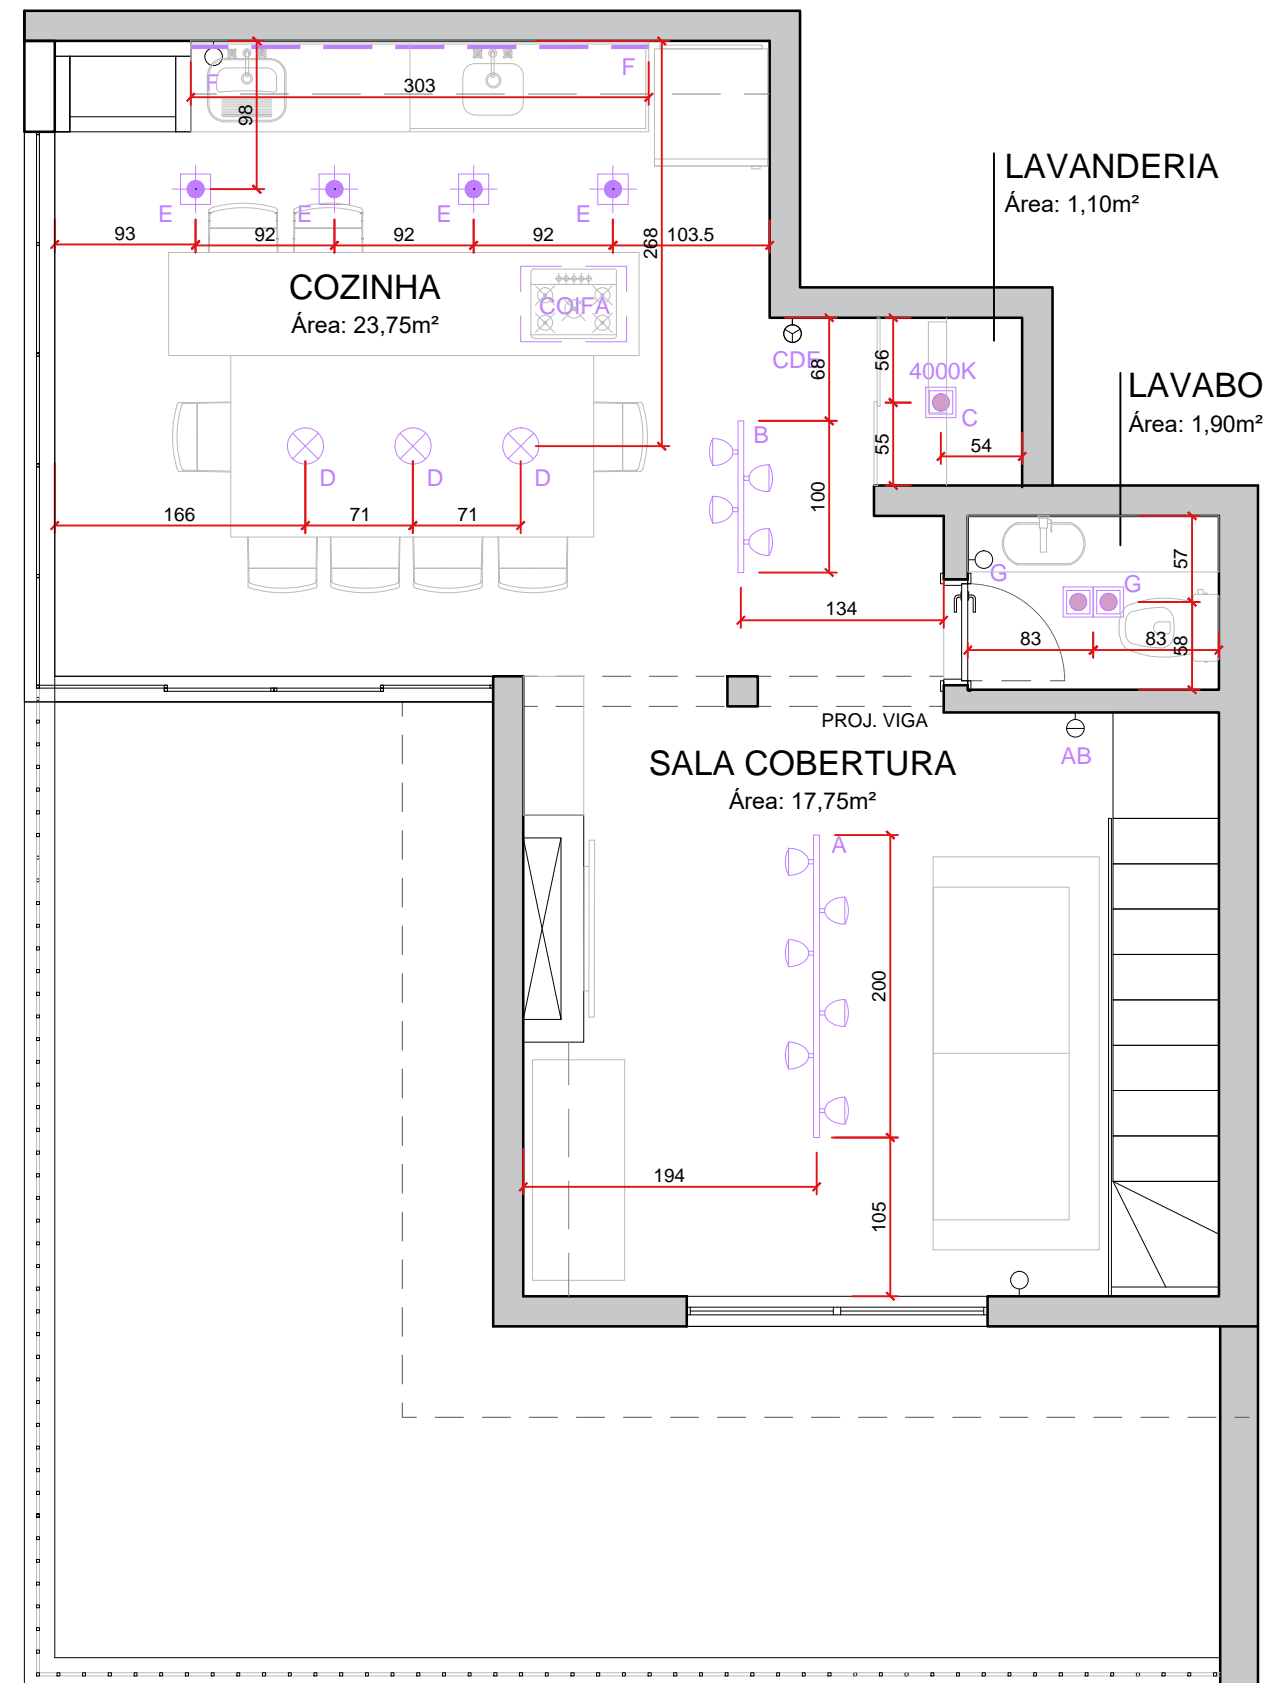 F
F
303
98
LAVANDERIA
Área: 1,10m²
E
E
E
E
93
92
92
92
268
103.5
COZINHA
Área: 23,75m²
COIFA
CDE
68
56
4000K
C
55
54
LAVABO
Área: 1,90m²
B
D
D
D
100
166
71
71
G
G
57
134
83
83
58
PROJ. VIGA
AB
SALA COBERTURA
Área: 17,75m²
A
200
194
105